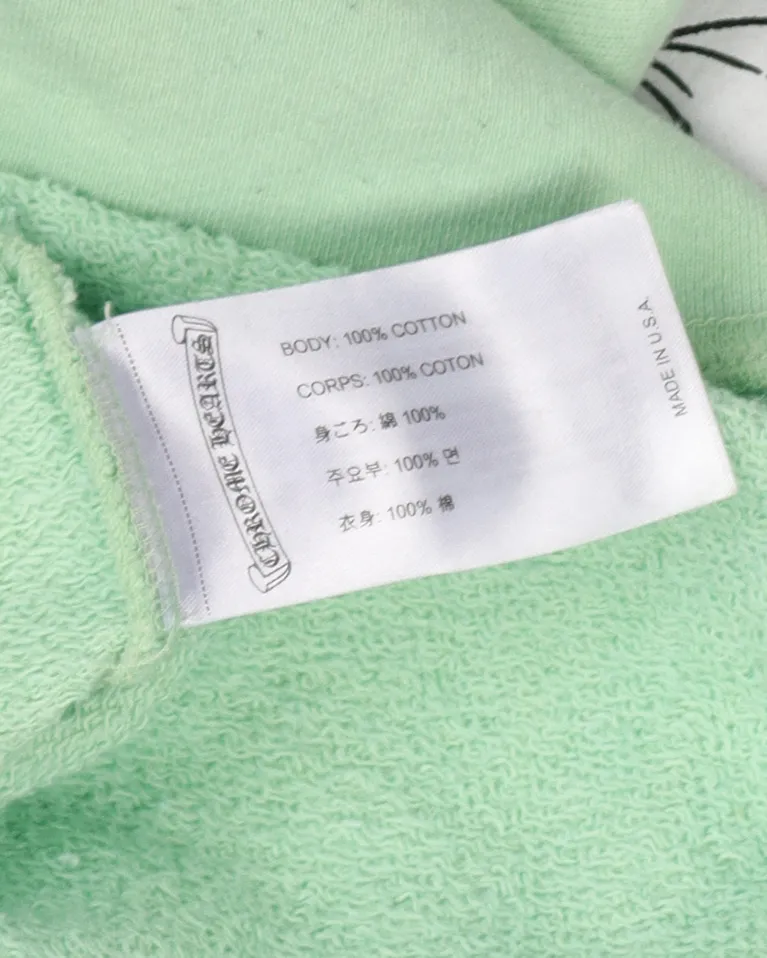 CHROME HEARTS
BODY: 100% COTTON
CORPS: 100% COTON
身ごろ: 綿 100%
주요부: 100% 면
衣身: 100% 棉
MADE IN U.S.A.